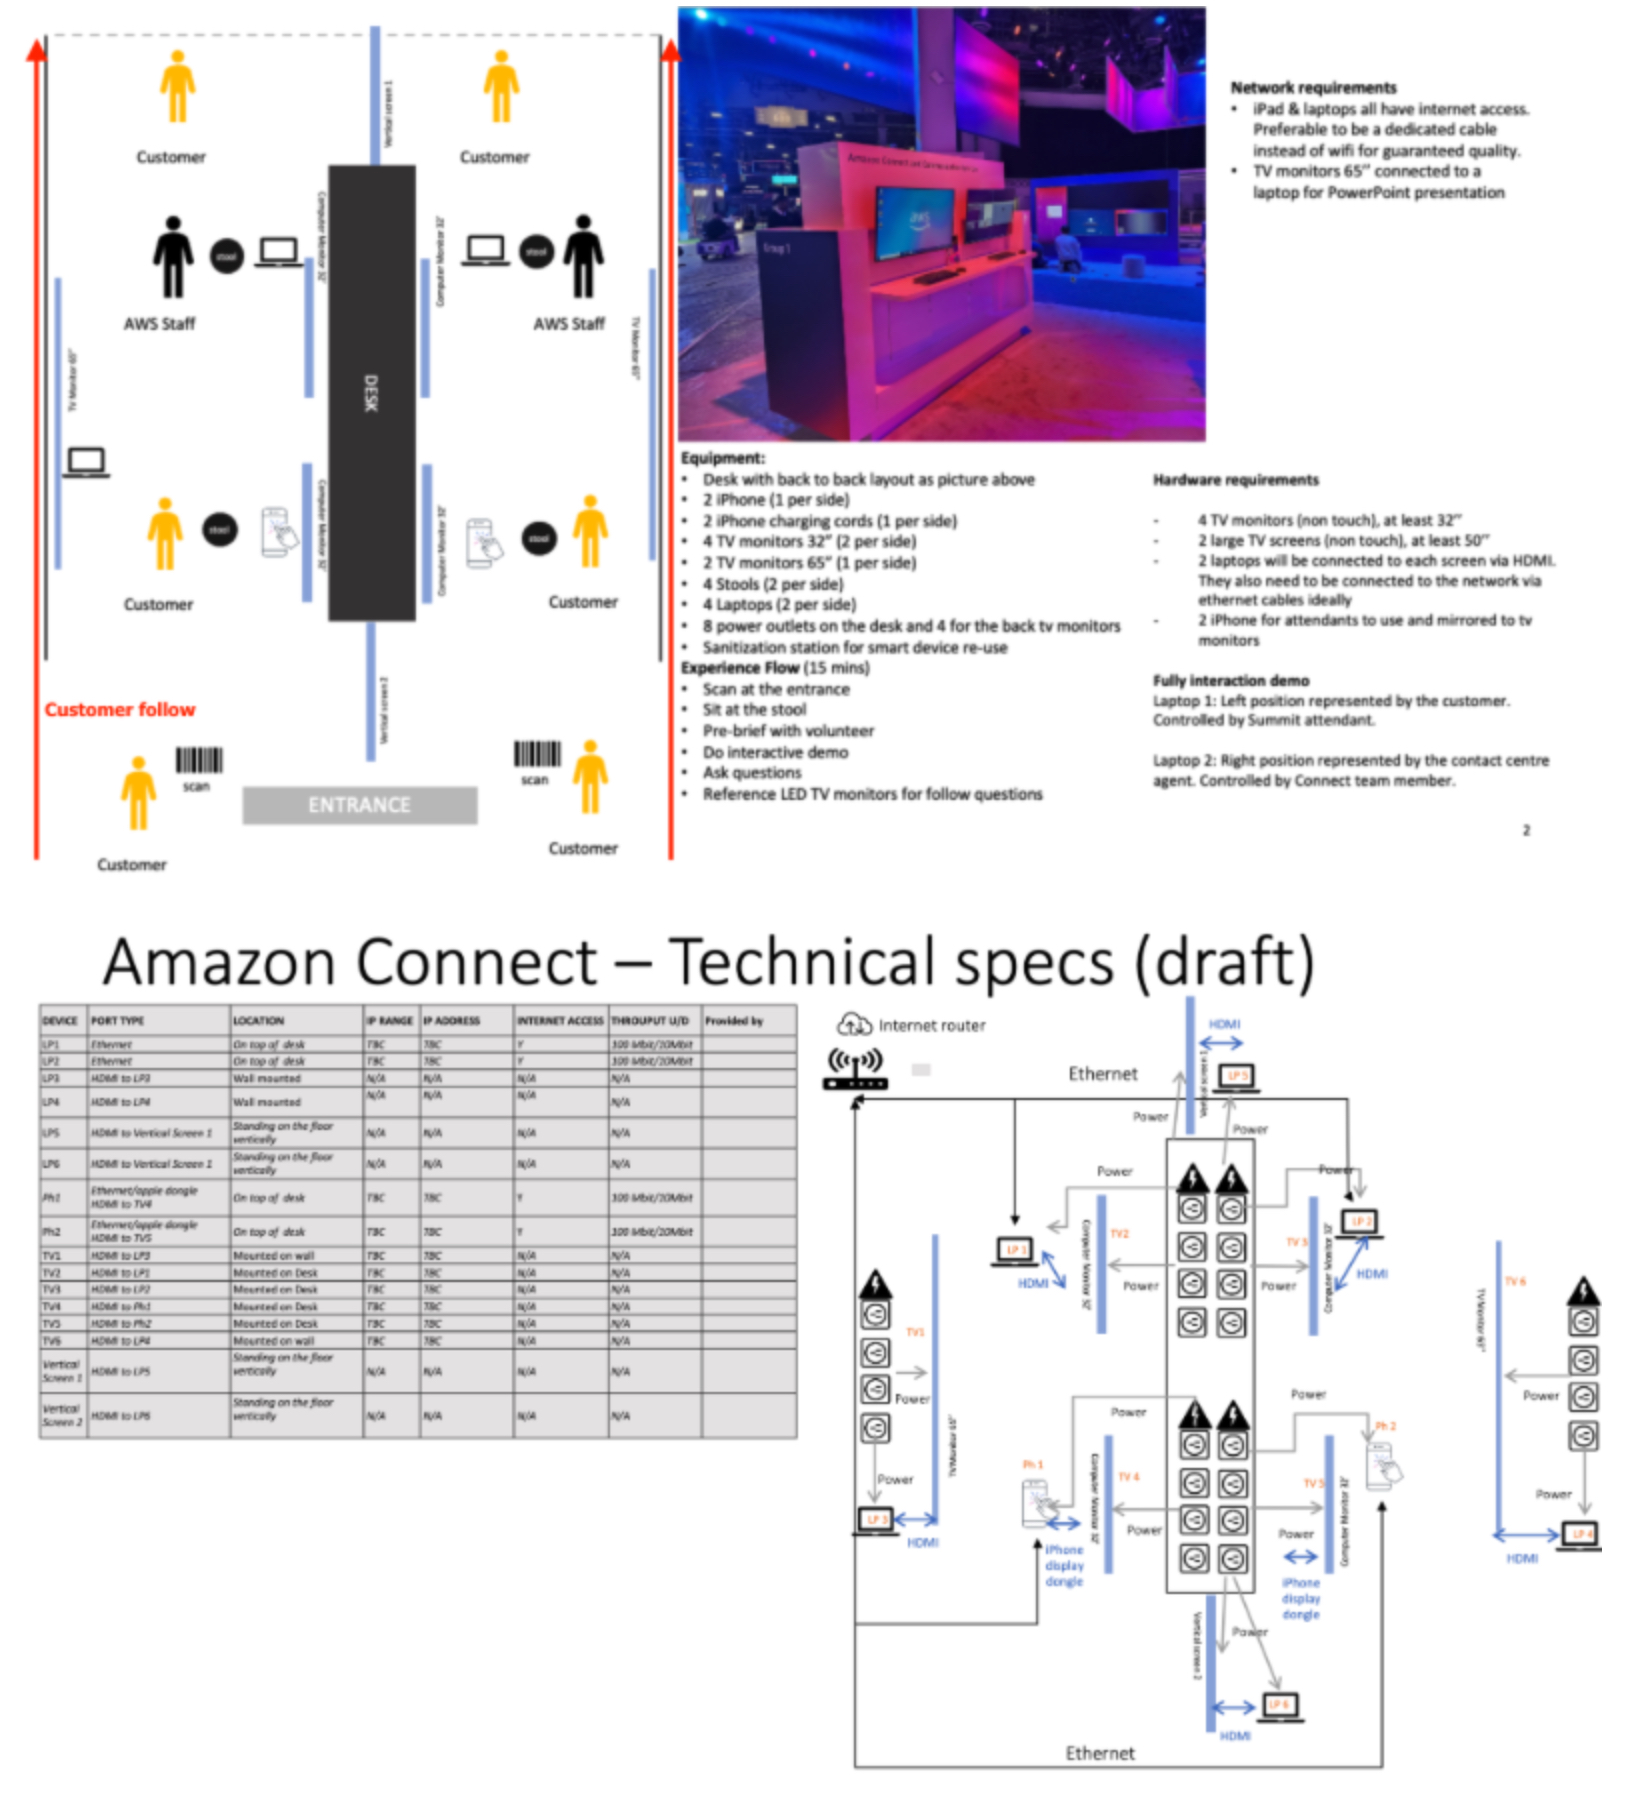 Vertical screen 1
Customer
Customer
Computer Monitor 32"
Computer Monitor 32'
stool
stool
AWS Staff
AWS Staff
TV Monitor 65"
TV Monitor 65"
DESK
stool
stool
Computer Monitor 32"
Computer Monitor 32'
Customer
Customer
Vertical screen 2
Customer follow
scan
scan
ENTRANCE
Customer
Customer
Group 1
aws
Network requirements
• iPad & laptops all have internet access.
Preferable to be a dedicated cable
instead of wifi for guaranteed quality.
• TV monitors 65” connected to a
laptop for PowerPoint presentation
Equipment:
• Desk with back to back layout as picture above
• 2 iPhone (1 per side)
• 2 iPhone charging cords (1 per side)
• 4 TV monitors 32” (2 per side)
• 2 TV monitors 65” (1 per side)
• 4 Stools (2 per side)
• 4 Laptops (2 per side)
• 8 power outlets on the desk and 4 for the back tv monitors
• Sanitization station for smart device re-use
Experience Flow (15 mins)
• Scan at the entrance
• Sit at the stool
• Pre-brief with volunteer
• Do interactive demo
• Ask questions
• Reference LED TV monitors for follow questions
Hardware requirements
- 4 TV monitors (non touch), at least 32”
- 2 large TV screens (non touch), at least 50”
- 2 laptops will be connected to each screen via HDMI.
They also need to be connected to the network via
ethernet cables ideally
- 2 iPhone for attendants to use and mirrored to tv
monitors
Fully interaction demo
Laptop 1: Left position represented by the customer.
Controlled by Summit attendant.
Laptop 2: Right position represented by the contact centre
agent. Controlled by Connect team member.
2
Amazon Connect – Technical specs (draft)
DEVICE PORT TYPE LOCATION IP RANGE IP ADDRESS INTERNET ACCESS THROUPUT U/D Provided by
LP1 Ethernet On top of desk TBC TBC Y 100 Mbit/20Mbit
LP2 Ethernet On top of desk TBC TBC Y 100 Mbit/20Mbit
LP3 HDMI to LP3 Wall mounted N/A N/A N/A N/A
LP4 HDMI to LP4 Wall mounted N/A N/A N/A N/A
LP5 HDMI to Vertical Screen 1 Standing on the floor vertically N/A N/A N/A N/A
LP6 HDMI to Vertical Screen 1 Standing on the floor vertically N/A N/A N/A N/A
Ph1 Ethernet/apple dongle HDMI to TV4 On top of desk TBC TBC Y 100 Mbit/20Mbit
Ph2 Ethernet/apple dongle HDMI to TV5 On top of desk TBC TBC Y 100 Mbit/20Mbit
TV1 HDMI to LP3 Mounted on wall TBC TBC N/A N/A
TV2 HDMI to LP1 Mounted on Desk TBC TBC N/A N/A
TV3 HDMI to LP2 Mounted on Desk TBC TBC N/A N/A
TV4 HDMI to Ph1 Mounted on Desk TBC TBC N/A N/A
TV5 HDMI to Ph2 Mounted on Desk TBC TBC N/A N/A
TV6 HDMI to LP4 Mounted on wall TBC TBC N/A N/A
Vertical Screen 1 HDMI to LP5 Standing on the floor vertically N/A N/A N/A N/A
Vertical Screen 2 HDMI to LP6 Standing on the floor vertically N/A N/A N/A N/A
Internet router
HDMI
Vertical screen 1
LP 5
Ethernet
Power
Power
Power
Power
LP 1
HDMI
Computer Monitor 32'
TV2
Power
TV 3
Power
Computer Monitor 32'
LP 2
HDMI
TV 6
TV Monitor 65"
TV1
Power
TV Monitor 65"
Power
LP 3
HDMI
Power
Power
Ph 1
iPhone
display
dongle
Computer Monitor 32'
TV 4
Power
TV 5
Power
Computer Monitor 32'
Ph 2
iPhone
display
dongle
Power
Power
LP 4
HDMI
Vertical screen 2
Power
LP 6
HDMI
Ethernet